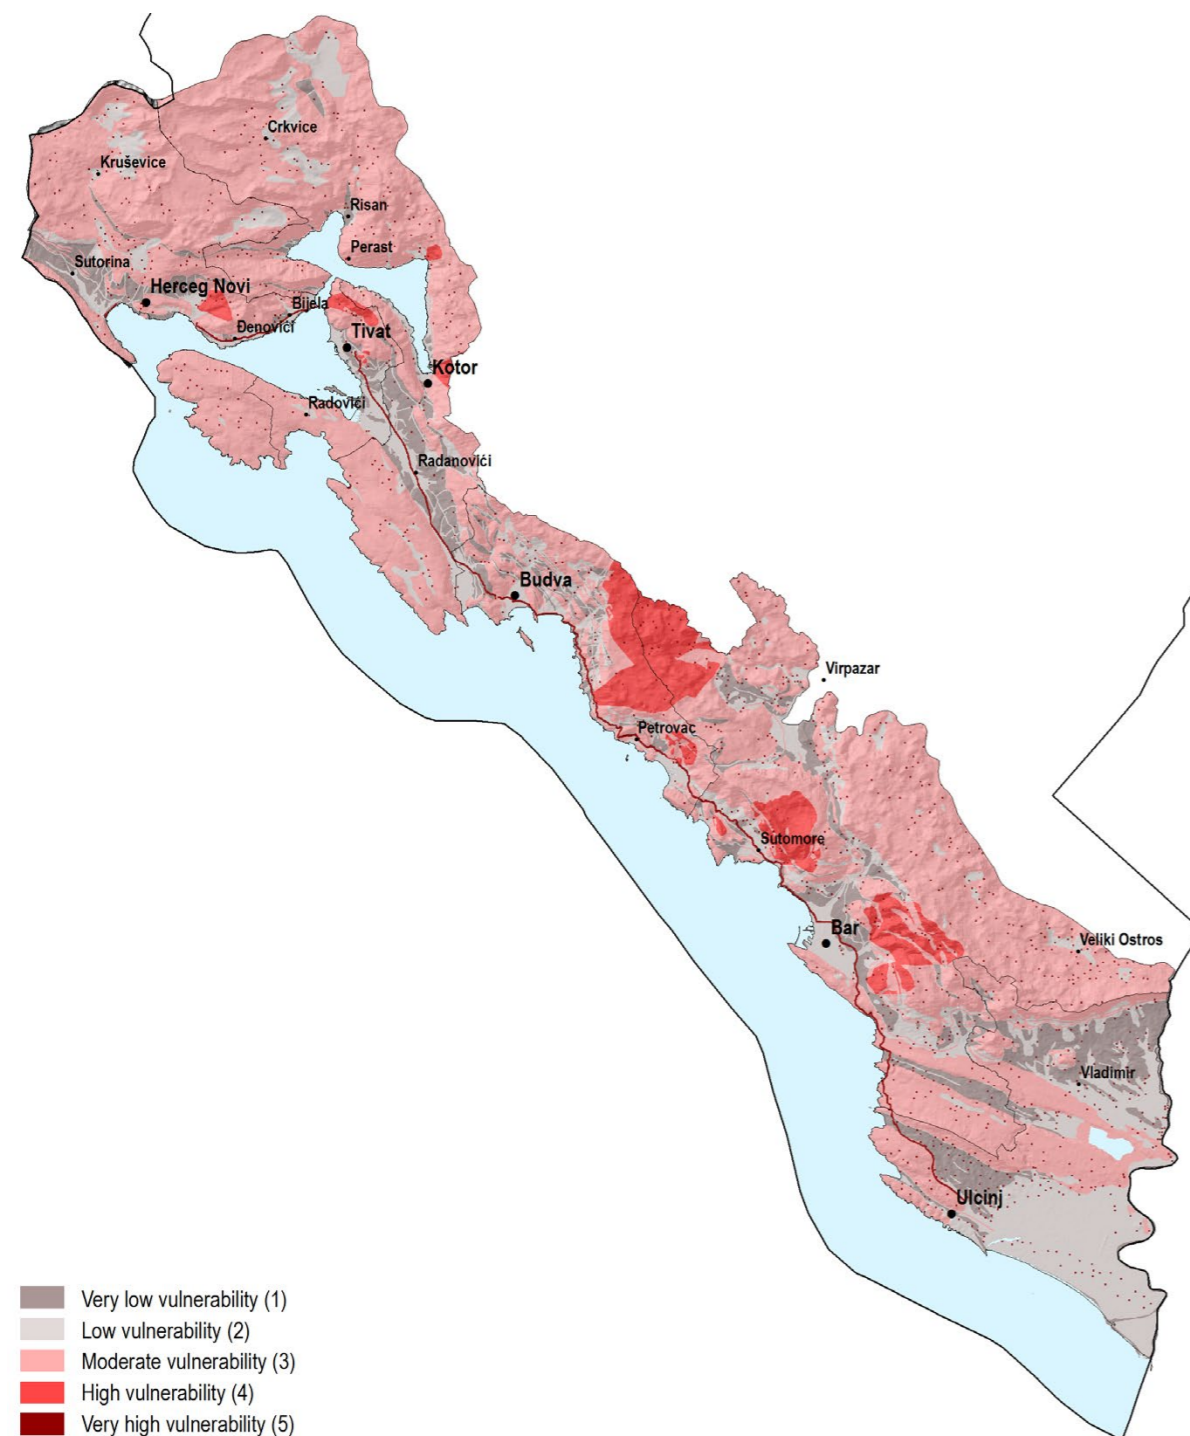 Crkvice
Kruševice
Risan
Perast
Sutorina
Herceg Novi
Bijela
Đenovići
Tivat
Kotor
Radovići
Radanovići
Budva
Virpazar
Petrovac
Sutomore
Bar
Veliki Ostros
Vladimir
Ulcinj
Very low vulnerability (1)
Low vulnerability (2)
Moderate vulnerability (3)
High vulnerability (4)
Very high vulnerability (5)